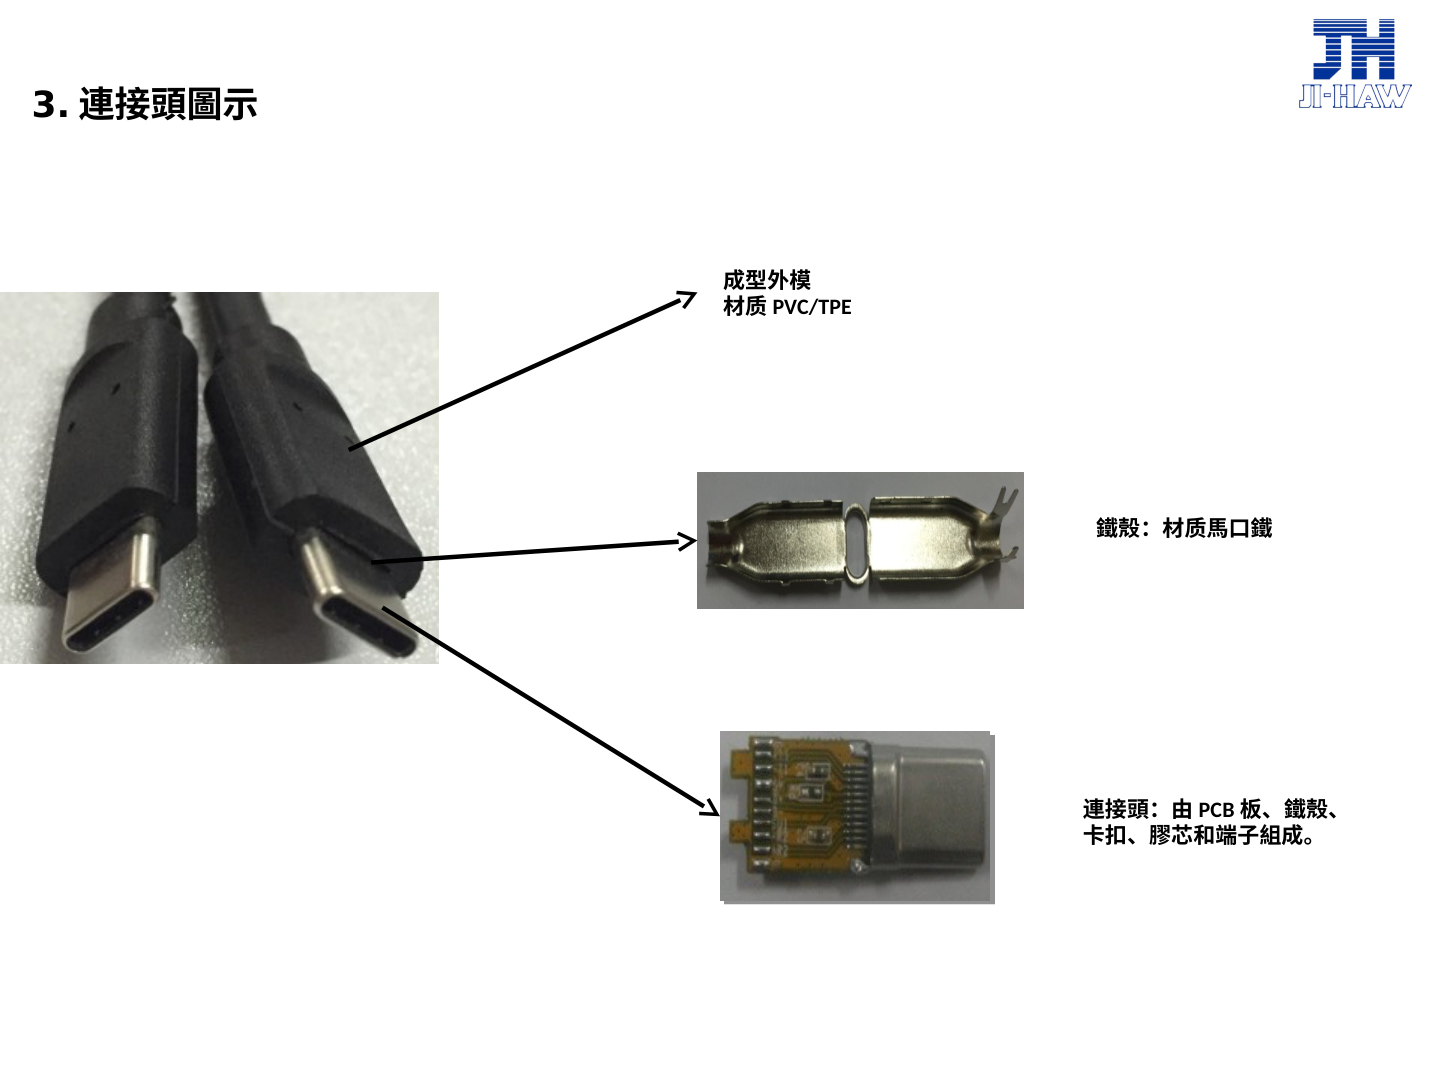 JI-HAW
3. 連接頭圖示
成型外模
材质 PVC/TPE
鐵殼：材质馬口鐵
連接頭：由 PCB 板、鐵殼、
卡扣、膠芯和端子組成。